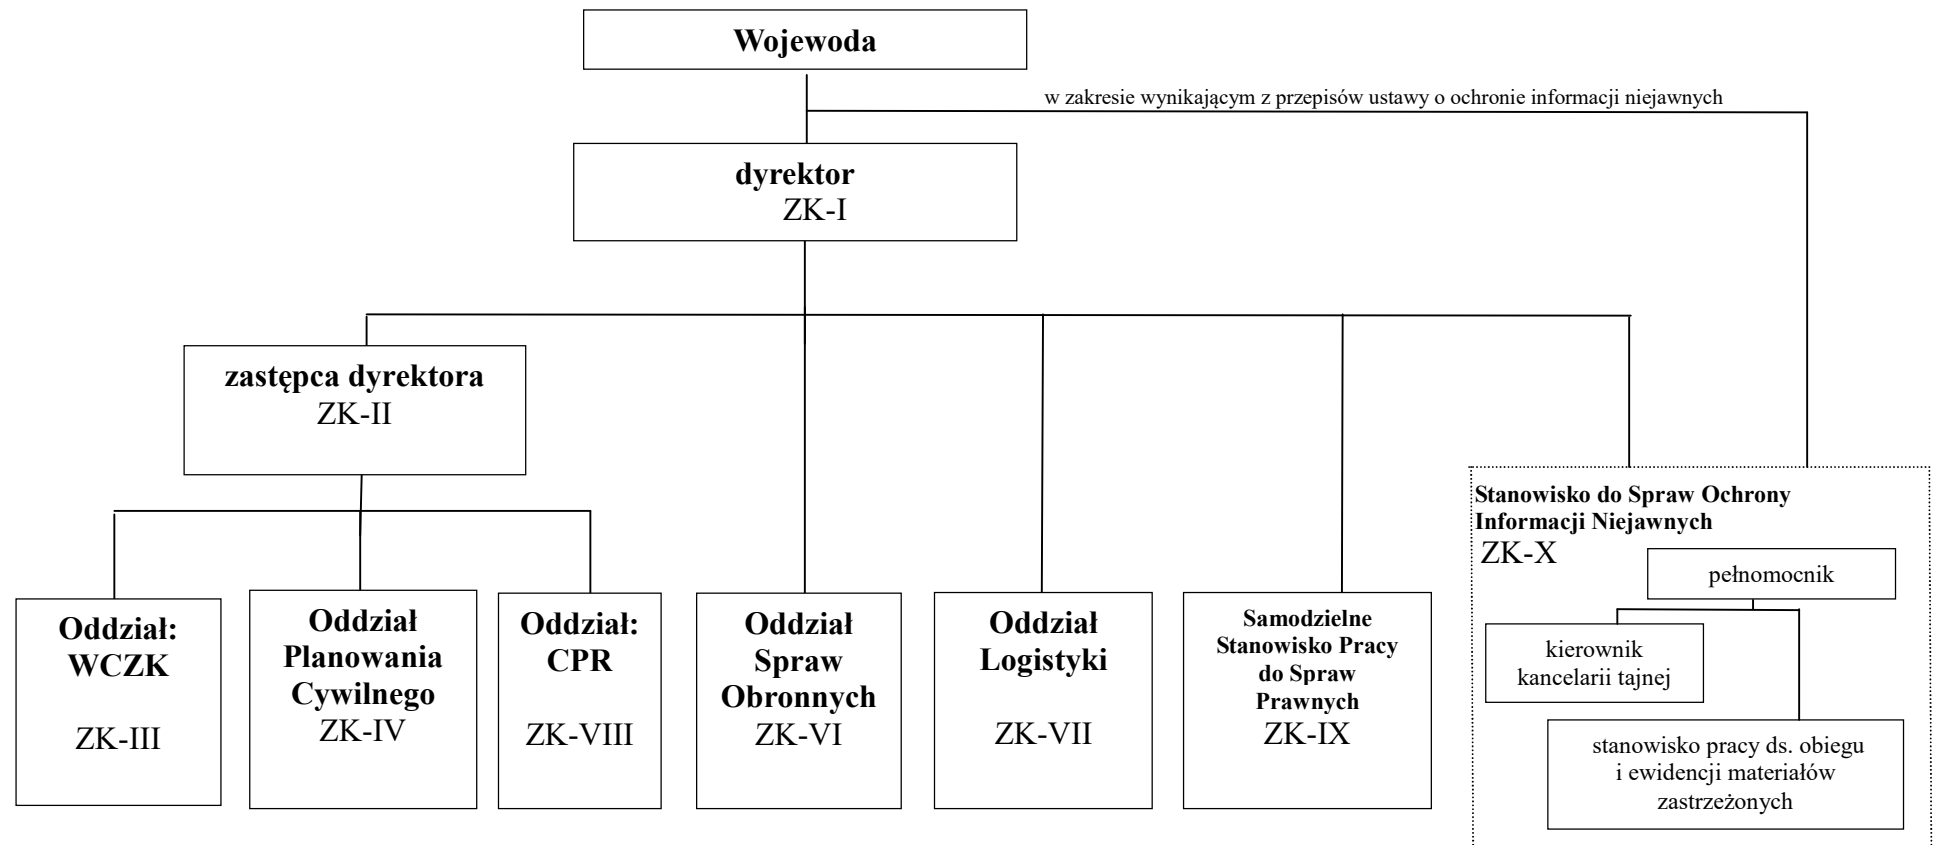 Wojewoda
w zakresie wynikającym z przepisów ustawy o ochronie informacji niejawnych
dyrektor
ZK-I
zastępca dyrektora
ZK-II
Oddział:
WCZK
ZK-III
Oddział
Planowania
Cywilnego
ZK-IV
Oddział:
CPR
ZK-VIII
Oddział
Spraw
Obronnych
ZK-VI
Oddział
Logistyki
ZK-VII
Samodzielne
Stanowisko Pracy
do Spraw
Prawnych
ZK-IX
Stanowisko do Spraw Ochrony
Informacji Niejawnych
ZK-X
pełnomocnik
kierownik
kancelarii tajnej
stanowisko pracy ds. obiegu
i ewidencji materiałów
zastrzeżonych